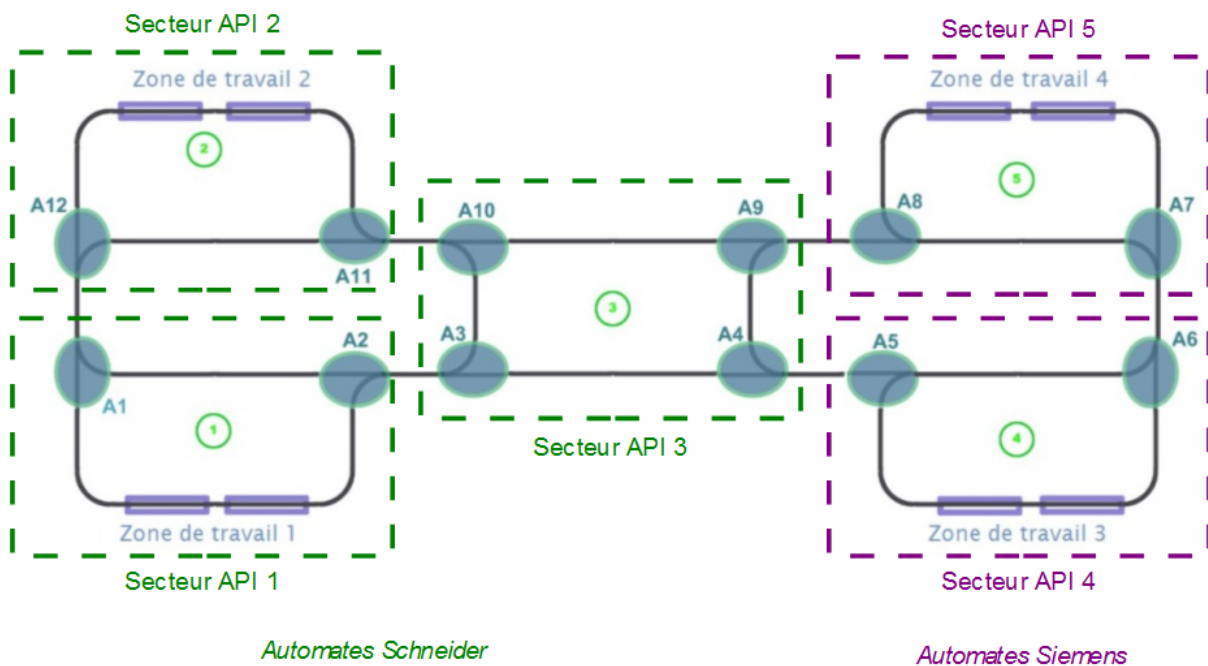 Secteur API 2
Secteur API 5
Zone de travail 2
Zone de travail 4
2
5
A12
A11
A10
A9
A8
A7
3
A1
A2
A3
A4
A5
A6
1
4
Secteur API 3
Zone de travail 1
Zone de travail 3
Secteur API 1
Secteur API 4
Automates Schneider
Automates Siemens